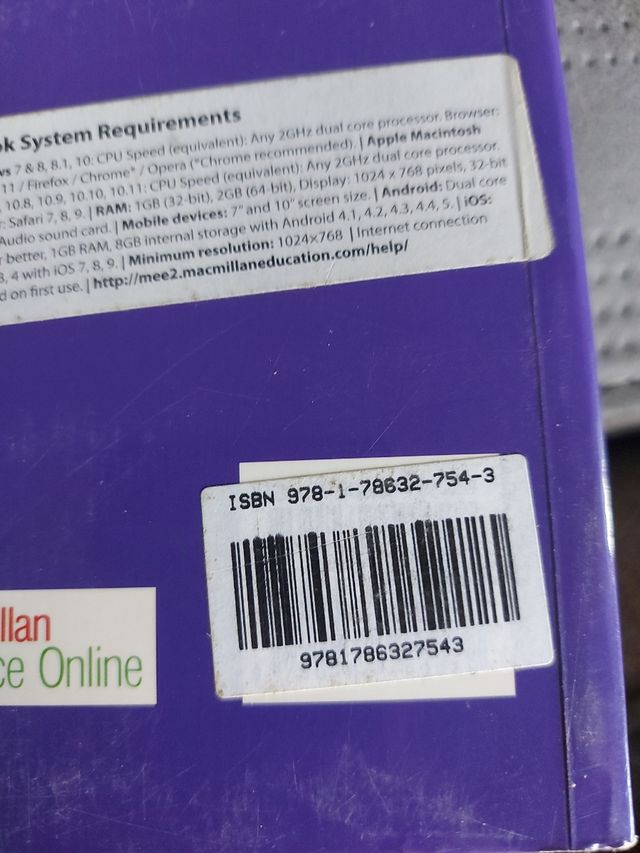 ok System Requirements
ws 7 & 8, 8.1, 10: CPU Speed (equivalent): Any 2GHz dual core processor. Browser:
11 / Firefox / Chrome* / Opera (*Chrome recommended). | Apple Macintosh
, 10.8, 10.9, 10.10, 10.11: CPU Speed (equivalent): Any 2GHz dual core processor.
r: Safari 7, 8, 9. | RAM: 1GB (32-bit), 2GB (64-bit), Display: 1024 x 768 pixels, 32-bit
Audio sound card. | Mobile devices: 7" and 10" screen size. | Android: Dual core
r better, 1GB RAM, 8GB internal storage with Android 4.1, 4.2, 4.3, 4.4, 5. | iOS:
3, 4 with iOS 7, 8, 9. | Minimum resolution: 1024x768 | Internet connection
d on first use. | http://mee2.macmillaneducation.com/help/
ISBN 978-1-78632-754-3
9781786327543
illan
ce Online